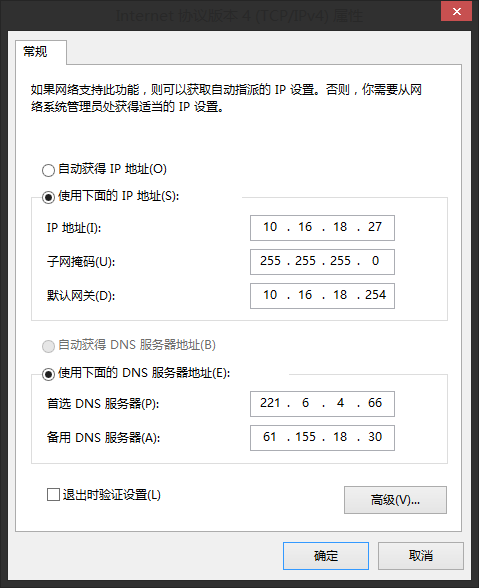 Internet 协议版本 4 (TCP/IPv4) 属性
常规
如果网络支持此功能，则可以获取自动指派的 IP 设置。否则，你需要从网
络系统管理员处获得适当的 IP 设置。
自动获得 IP 地址(O)
使用下面的 IP 地址(S):
IP 地址(I): 10 . 16 . 18 . 27
子网掩码(U): 255 . 255 . 255 . 0
默认网关(D): 10 . 16 . 18 . 254
自动获得 DNS 服务器地址(B)
使用下面的 DNS 服务器地址(E):
首选 DNS 服务器(P): 221 . 6 . 4 . 66
备用 DNS 服务器(A): 61 . 155 . 18 . 30
退出时验证设置(L)
高级(V)...
确定 取消